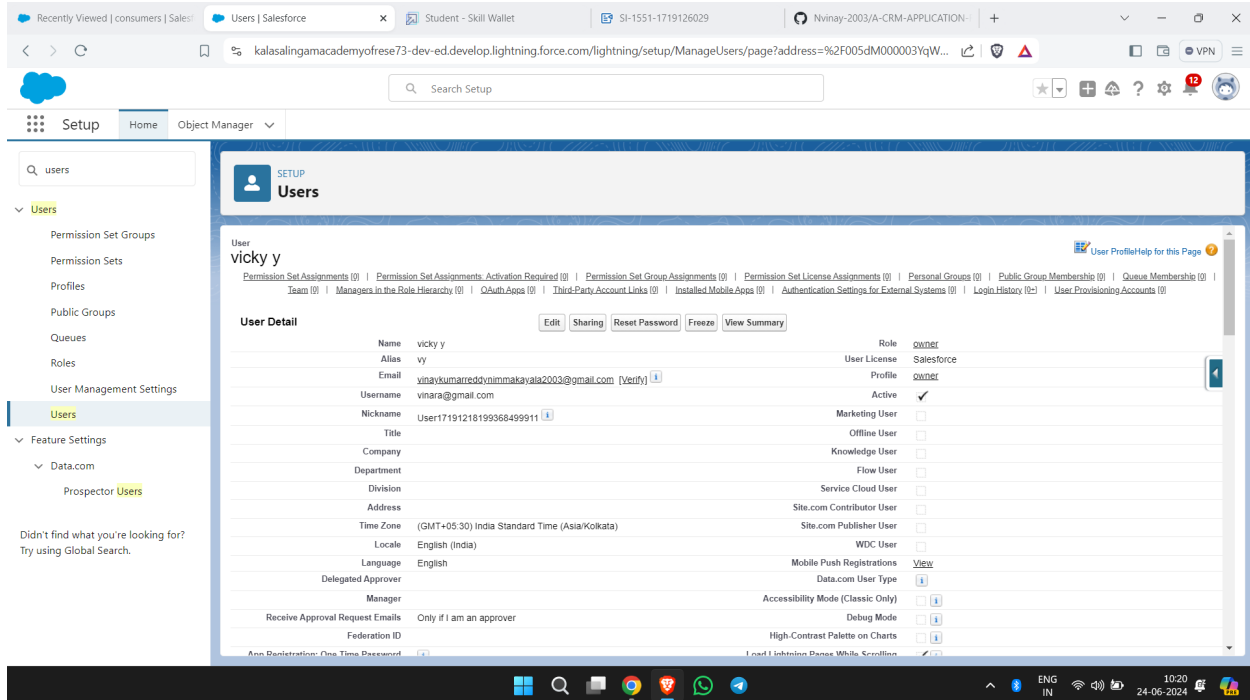 Recently Viewed | consumers | Salesf
Users | Salesforce
Student - Skill Wallet
SI-1551-1719126029
Nvinay-2003/A-CRM-APPLICATION-
kalasalingamacademyofrese73-dev-ed.develop.lightning.force.com/lightning/setup/ManageUsers/page?address=%2F005dM000003YqW...
VPN
Search Setup
12
Setup
Home
Object Manager
users
Users
Permission Set Groups
Permission Sets
Profiles
Public Groups
Queues
Roles
User Management Settings
Users
Feature Settings
Data.com
Prospector Users
Didn't find what you're looking for?
Try using Global Search.
SETUP
Users
User
vicky y
User Profile Help for this Page
Permission Set Assignments [0] | Permission Set Assignments: Activation Required [0] | Permission Set Group Assignments [0] | Permission Set License Assignments [0] | Personal Groups [0] | Public Group Membership [0] | Queue Membership [0] |
Team [0] | Managers in the Role Hierarchy [0] | OAuth Apps [0] | Third-Party Account Links [0] | Installed Mobile Apps [0] | Authentication Settings for External Systems [0] | Login History [0+] | User Provisioning Accounts [0]
User Detail
Edit Sharing Reset Password Freeze View Summary
Name vicky y Role owner
Alias vy User License Salesforce
Email vinaykumarreddynimmakayala2003@gmail.com [Verify] Profile owner
Username vinara@gmail.com Active
Nickname User17191218199368499911 Marketing User
Title Offline User
Company Knowledge User
Department Flow User
Division Service Cloud User
Address Site.com Contributor User
Time Zone (GMT+05:30) India Standard Time (Asia/Kolkata) Site.com Publisher User
Locale English (India) WDC User
Language English Mobile Push Registrations View
Delegated Approver Data.com User Type
Manager Accessibility Mode (Classic Only)
Receive Approval Request Emails Only if I am an approver Debug Mode
Federation ID High-Contrast Palette on Charts
App Registration: One Time Password Load Lightning Pages While Scrolling
ENG
IN
10:20
24-06-2024